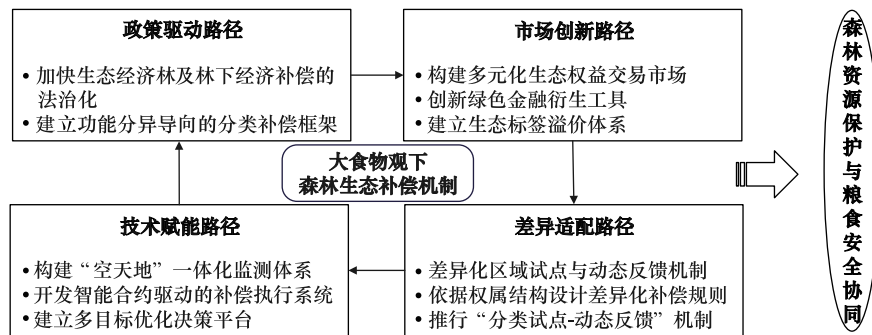 政策驱动路径
• 加快生态经济林及林下经济补偿的
法治化
• 建立功能分异导向的分类补偿框架
市场创新路径
• 构建多元化生态权益交易市场
• 创新绿色金融衍生工具
• 建立生态标签溢价体系
大食物观下
森林生态补偿机制
技术赋能路径
• 构建“空天地”一体化监测体系
• 开发智能合约驱动的补偿执行系统
• 建立多目标优化决策平台
差异适配路径
• 差异化区域试点与动态反馈机制
• 依据权属结构设计差异化补偿规则
• 推行“分类试点-动态反馈”机制
森林资源保护与粮食安全协同